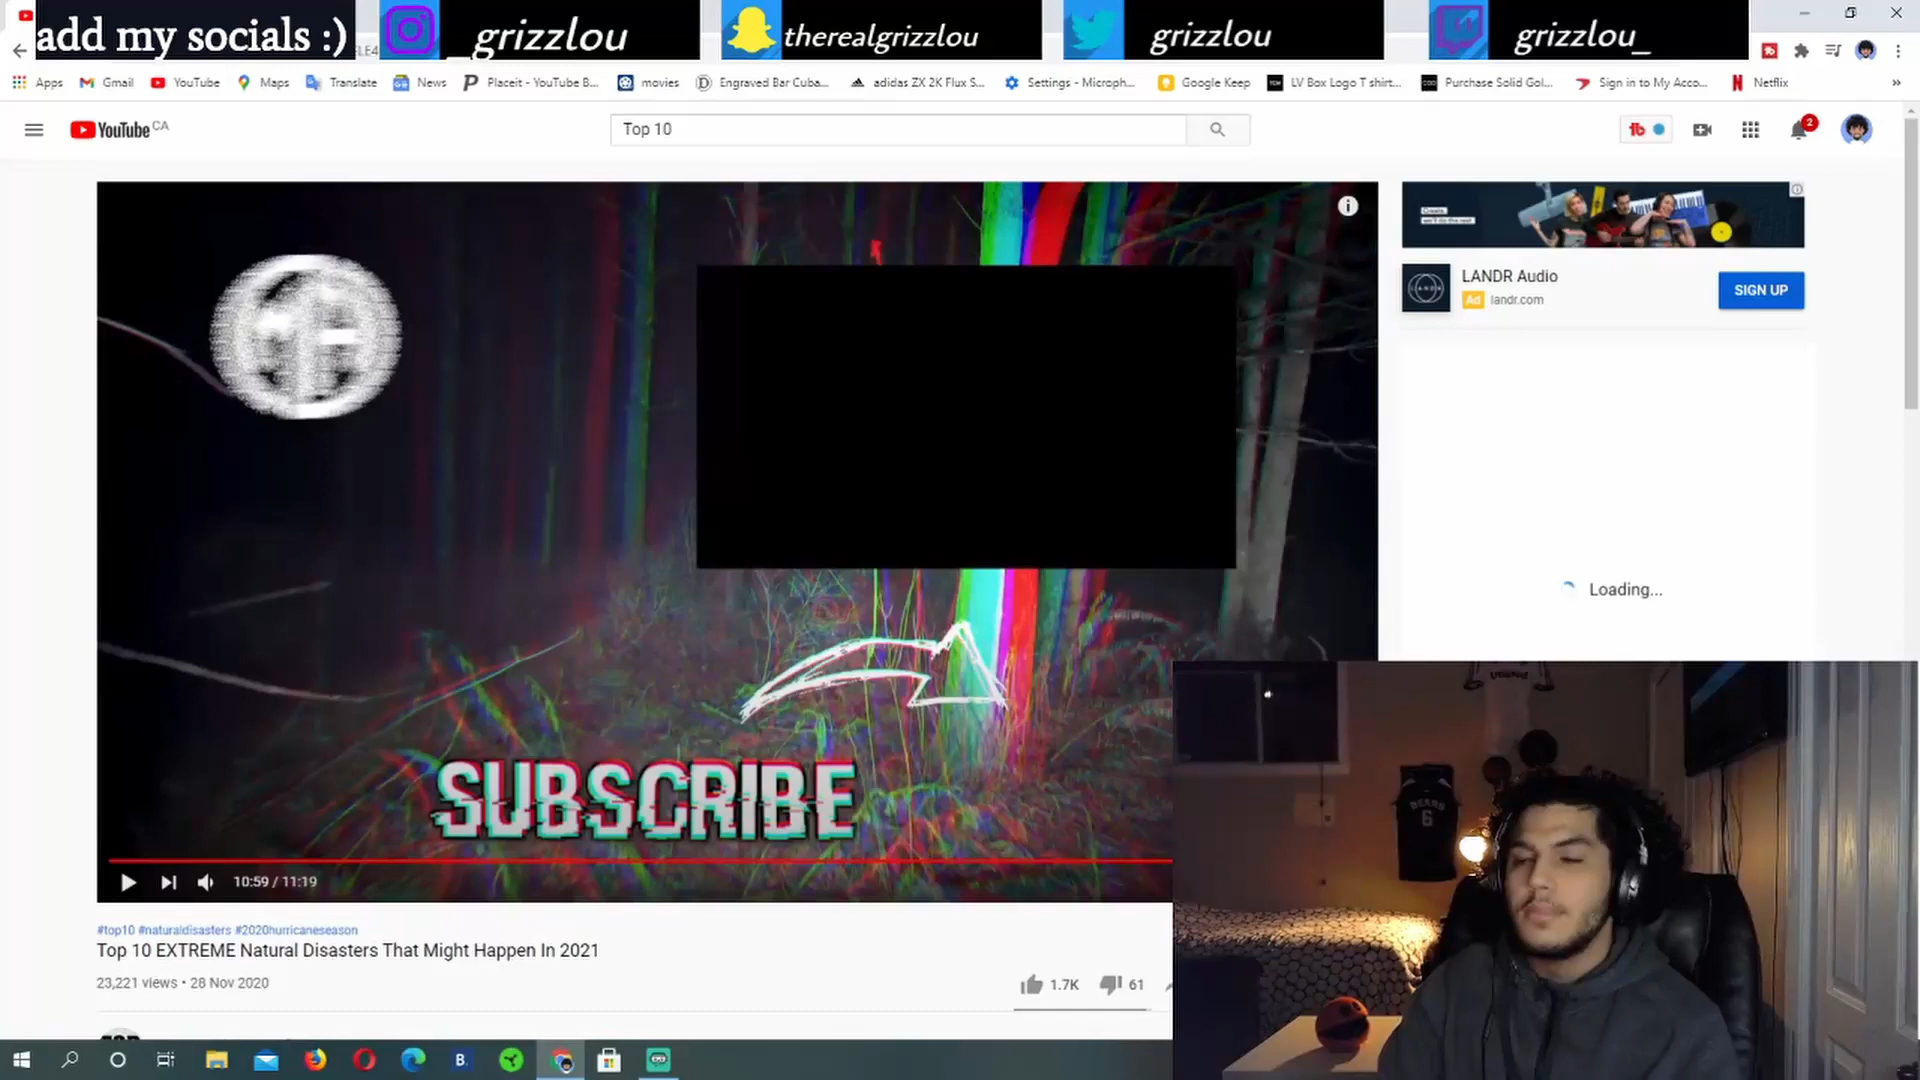 add my socials :)
_grizzlou
therealgrizzlou
grizzlou
grizzlou_
Apps
Gmail
YouTube
Maps
Translate
News
Placeit - YouTube B...
movies
Engraved Bar Cuba...
adidas ZX 2K Flux S...
Settings - Microph...
Google Keep
LV Box Logo T shirt...
Purchase Solid Gol...
Sign in to My Acco...
Netflix
»
YouTube CA
Top 10
2
LANDR Audio
Ad landr.com
SIGN UP
Loading...
SUBSCRIBE
10:59 / 11:19
#top10 #naturaldisasters #2020hurricaneseason
Top 10 EXTREME Natural Disasters That Might Happen In 2021
23,221 views • 28 Nov 2020
1.7K
61
6
B.